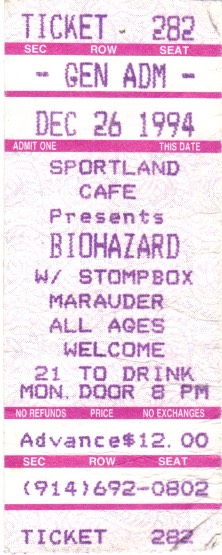 TICKET - 282
SEC ROW SEAT
- GEN ADM -
DEC 26 1994
ADMIT ONE THIS DATE
SPORTLAND
CAFE
Presents
BIOHAZARD
W/ STOMPBOX
MARAUDER
ALL AGES
WELCOME
21 TO DRINK
MON. DOOR 8 PM
NO REFUNDS PRICE NO EXCHANGES
Advance$12.00
SEC ROW SEAT
(914)692-0802
TICKET 282